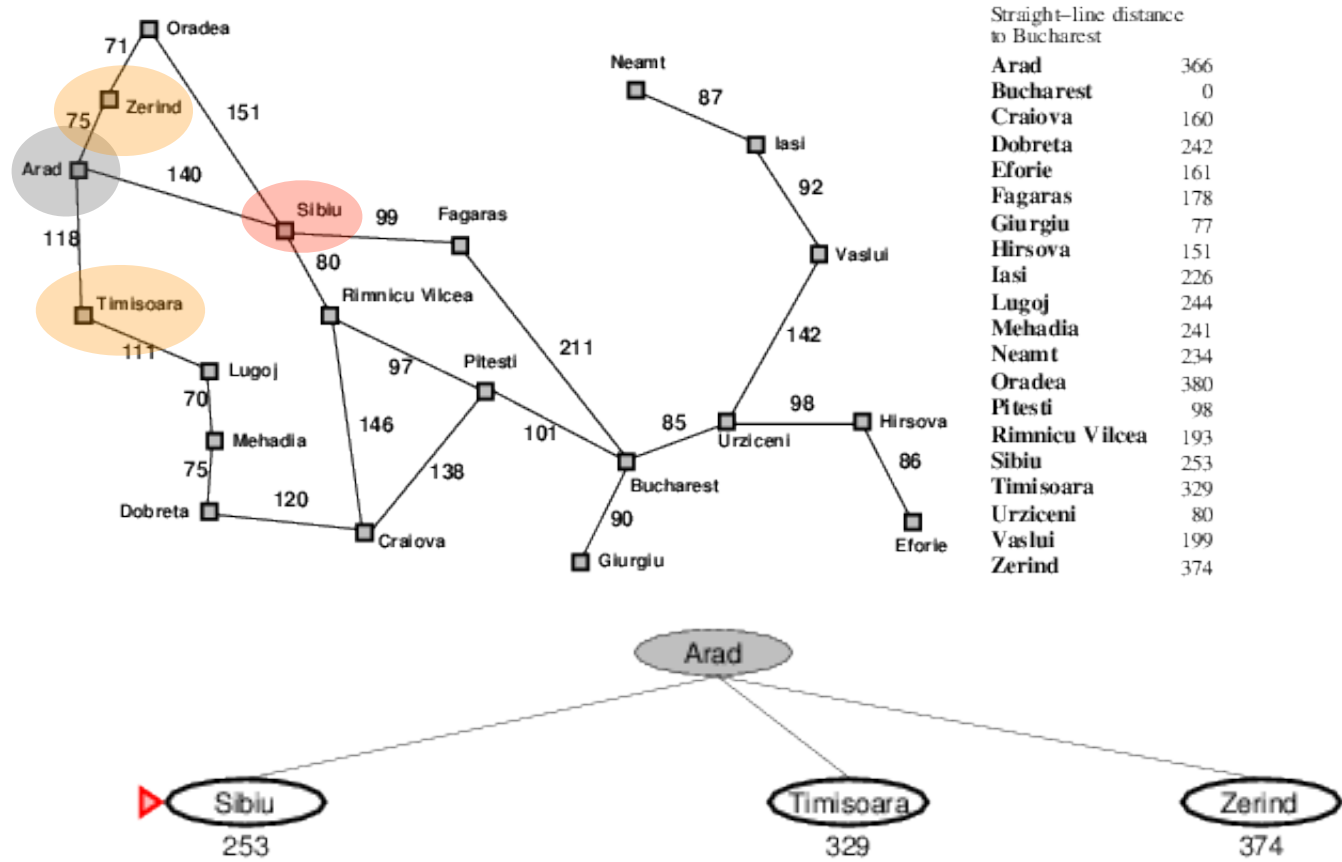 Oradea
71
Neamt
87
Zerind
151
75
Iasi
Arad
140
92
Sibiu
99
Fagaras
118
80
Vaslui
Timisoara
Rimnicu Vilcea
142
111
211
Lugoj
97
Pitesti
70
98
Hirsova
146
85
Urziceni
Mehadia
101
86
75
138
Bucharest
120
Dobreta
90
Craiova
Eforie
Giurgiu
Straight–line distance
to Bucharest
Arad 366
Bucharest 0
Craiova 160
Dobreta 242
Eforie 161
Fagaras 178
Giurgiu 77
Hirsova 151
Iasi 226
Lugoj 244
Mehadia 241
Neamt 234
Oradea 380
Pitesti 98
Rimnicu Vilcea 193
Sibiu 253
Timisoara 329
Urziceni 80
Vaslui 199
Zerind 374
Arad
Sibiu
Timisoara
Zerind
253
329
374